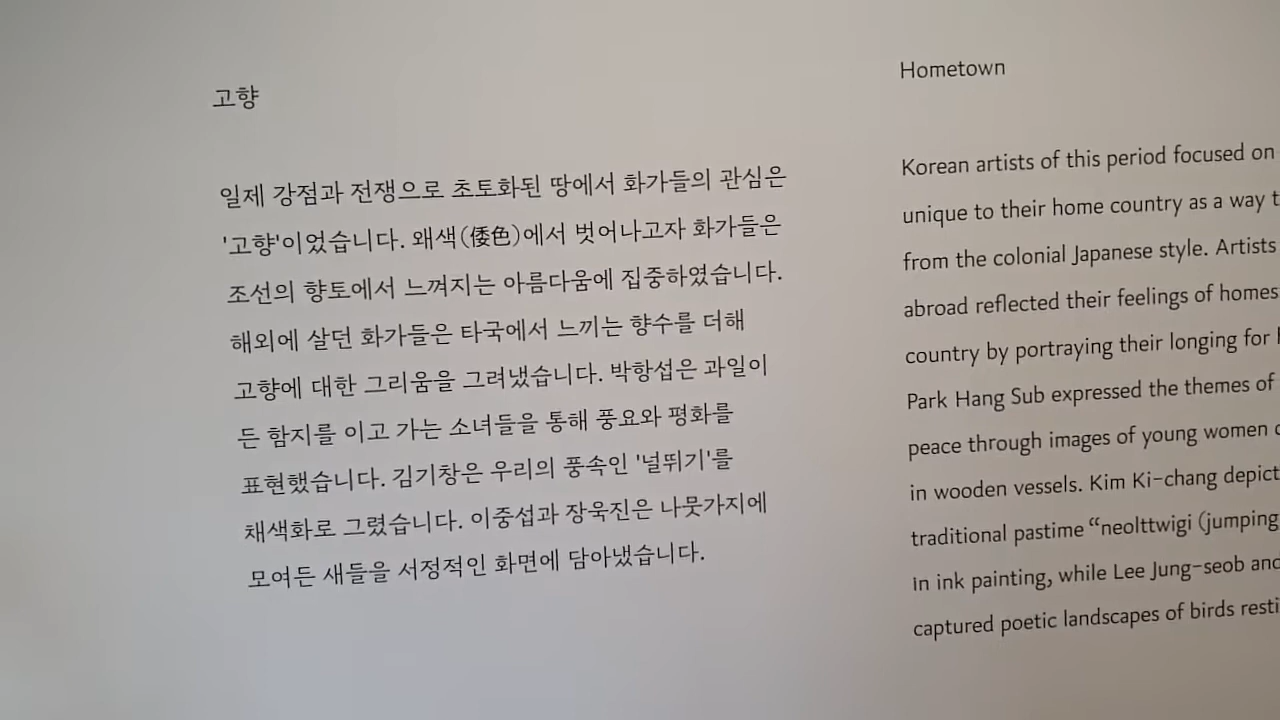 고향
일제 강점과 전쟁으로 초토화된 땅에서 화가들의 관심은
'고향'이었습니다. 왜색(倭色)에서 벗어나고자 화가들은
조선의 향토에서 느껴지는 아름다움에 집중하였습니다.
해외에 살던 화가들은 타국에서 느끼는 향수를 더해
고향에 대한 그리움을 그려냈습니다. 박항섭은 과일이
든 함지를 이고 가는 소녀들을 통해 풍요와 평화를
표현했습니다. 김기창은 우리의 풍속인 '널뛰기'를
채색화로 그렸습니다. 이중섭과 장욱진은 나뭇가지에
모여든 새들을 서정적인 화면에 담아냈습니다.
Hometown
Korean artists of this period focused on
unique to their home country as a way
from the colonial Japanese style. Artists
abroad reflected their feelings of
country by portraying their longing for
Park Hang Sub expressed the themes of
peace through images of young women
in wooden vessels. Kim Ki-chang
traditional pastime “neolttwigi (jumping
in ink painting, while Lee Jung-seob and
captured poetic landscapes of birds